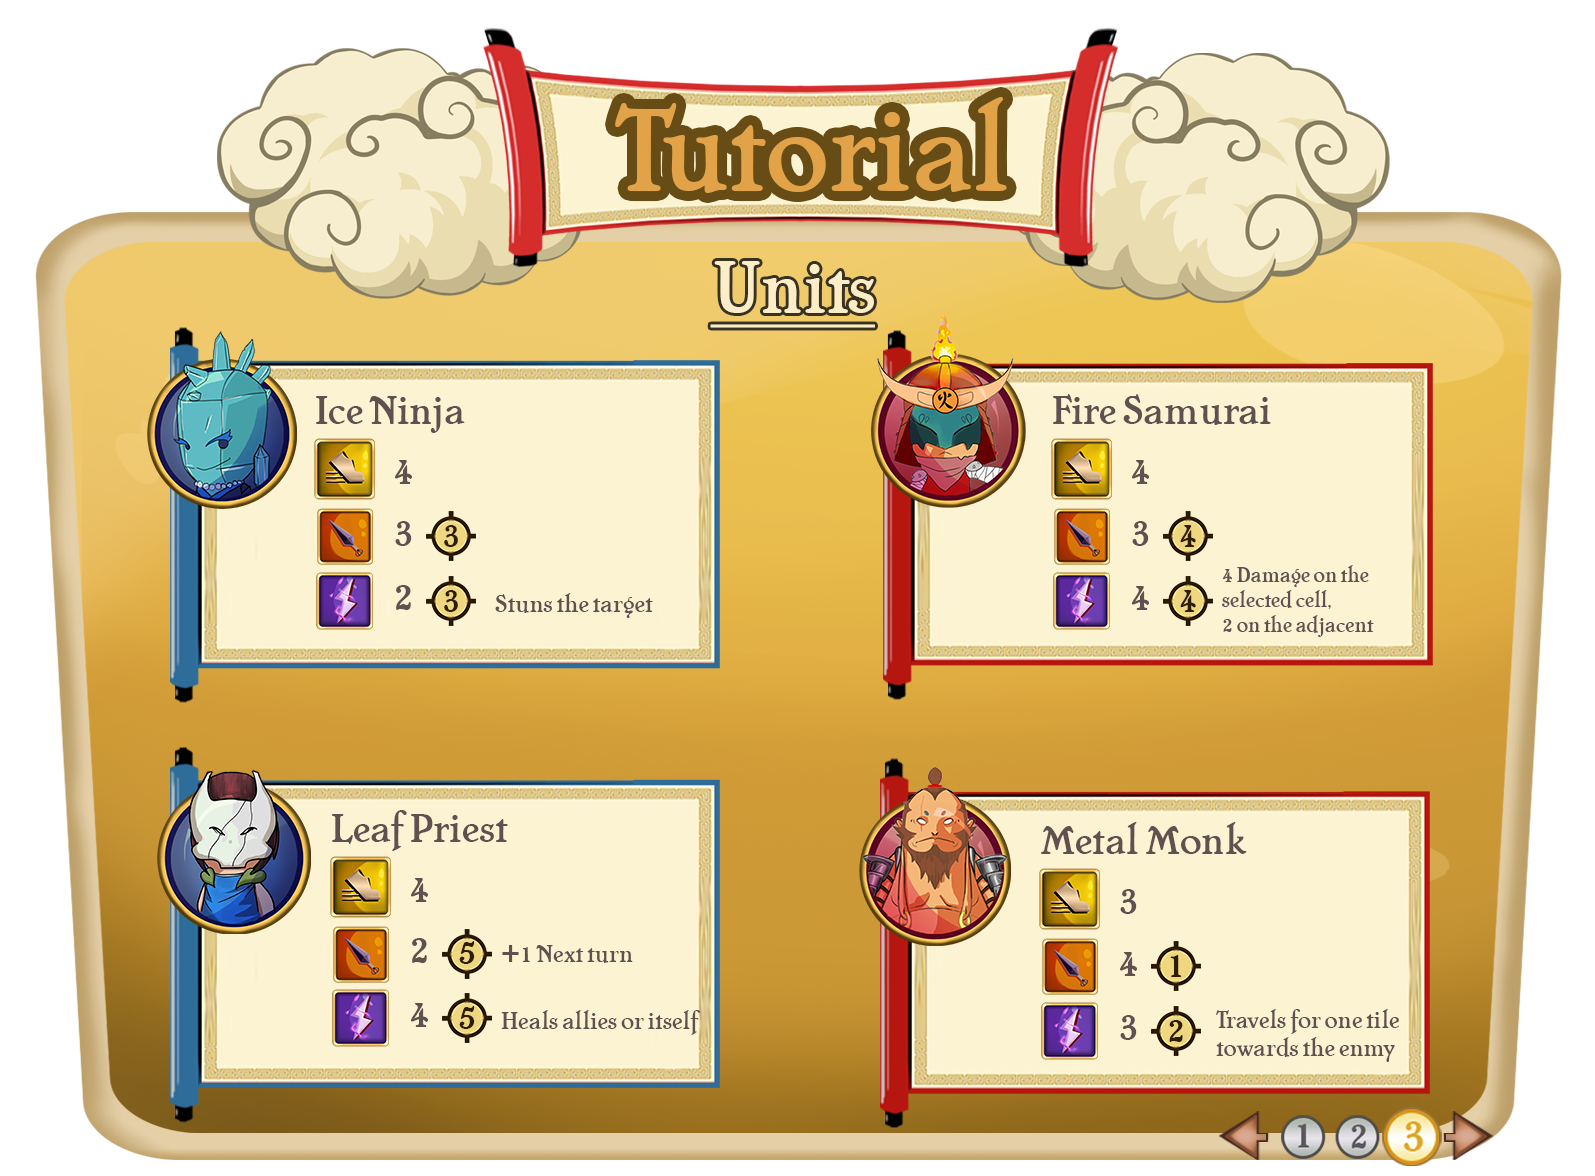 Tutorial
Units
Ice Ninja
4
3 3
2 3 Stuns the target
火
Fire Samurai
4
3 4
4 4 4 Damage on the
selected cell,
2 on the adjacent
Leaf Priest
4
2 5 +1 Next turn
4 5 Heals allies or itself
Metal Monk
3
4 1
3 2 Travels for one tile
towards the enmy
1 2 3